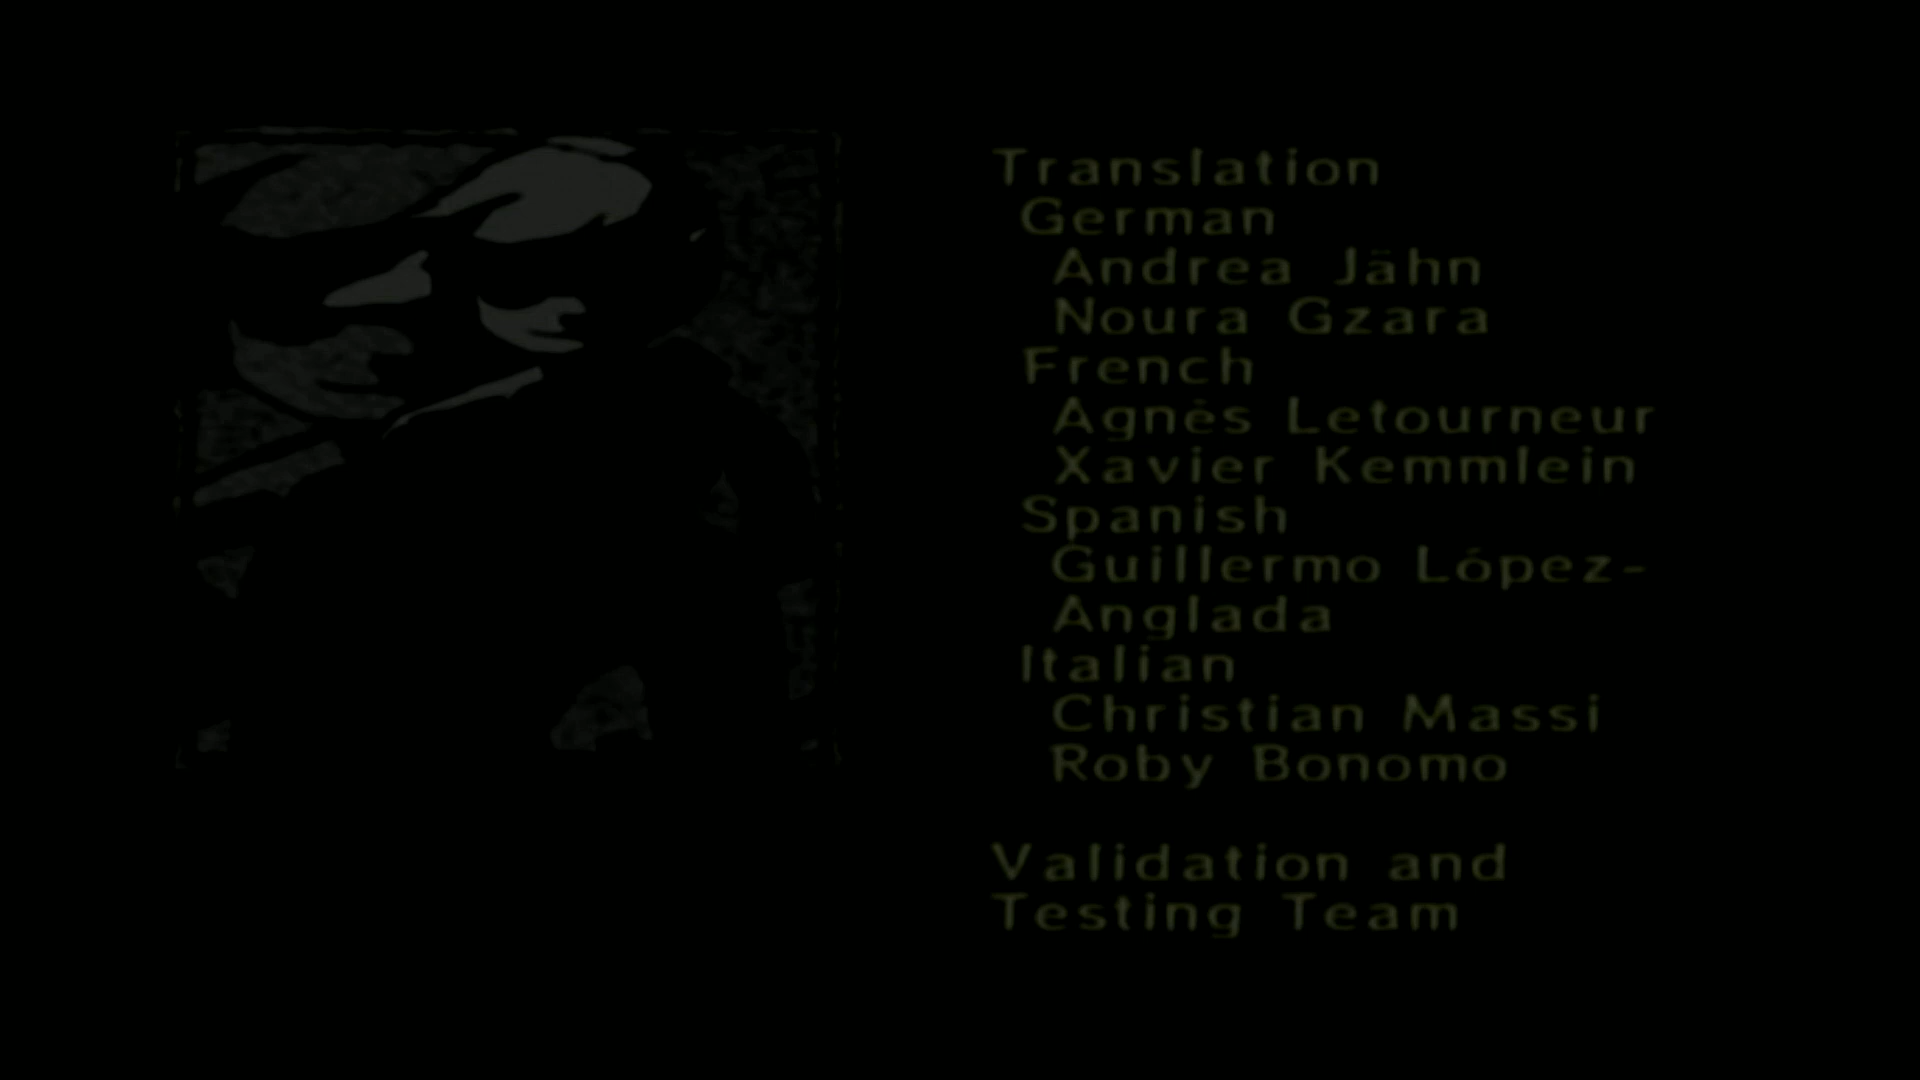 Translation
German
Andrea Jähn
Noura Gzara
French
Agnès Letourneur
Xavier Kemmlein
Spanish
Guillermo López-
Anglada
Italian
Christian Massi
Roby Bonomo
Validation and
Testing Team